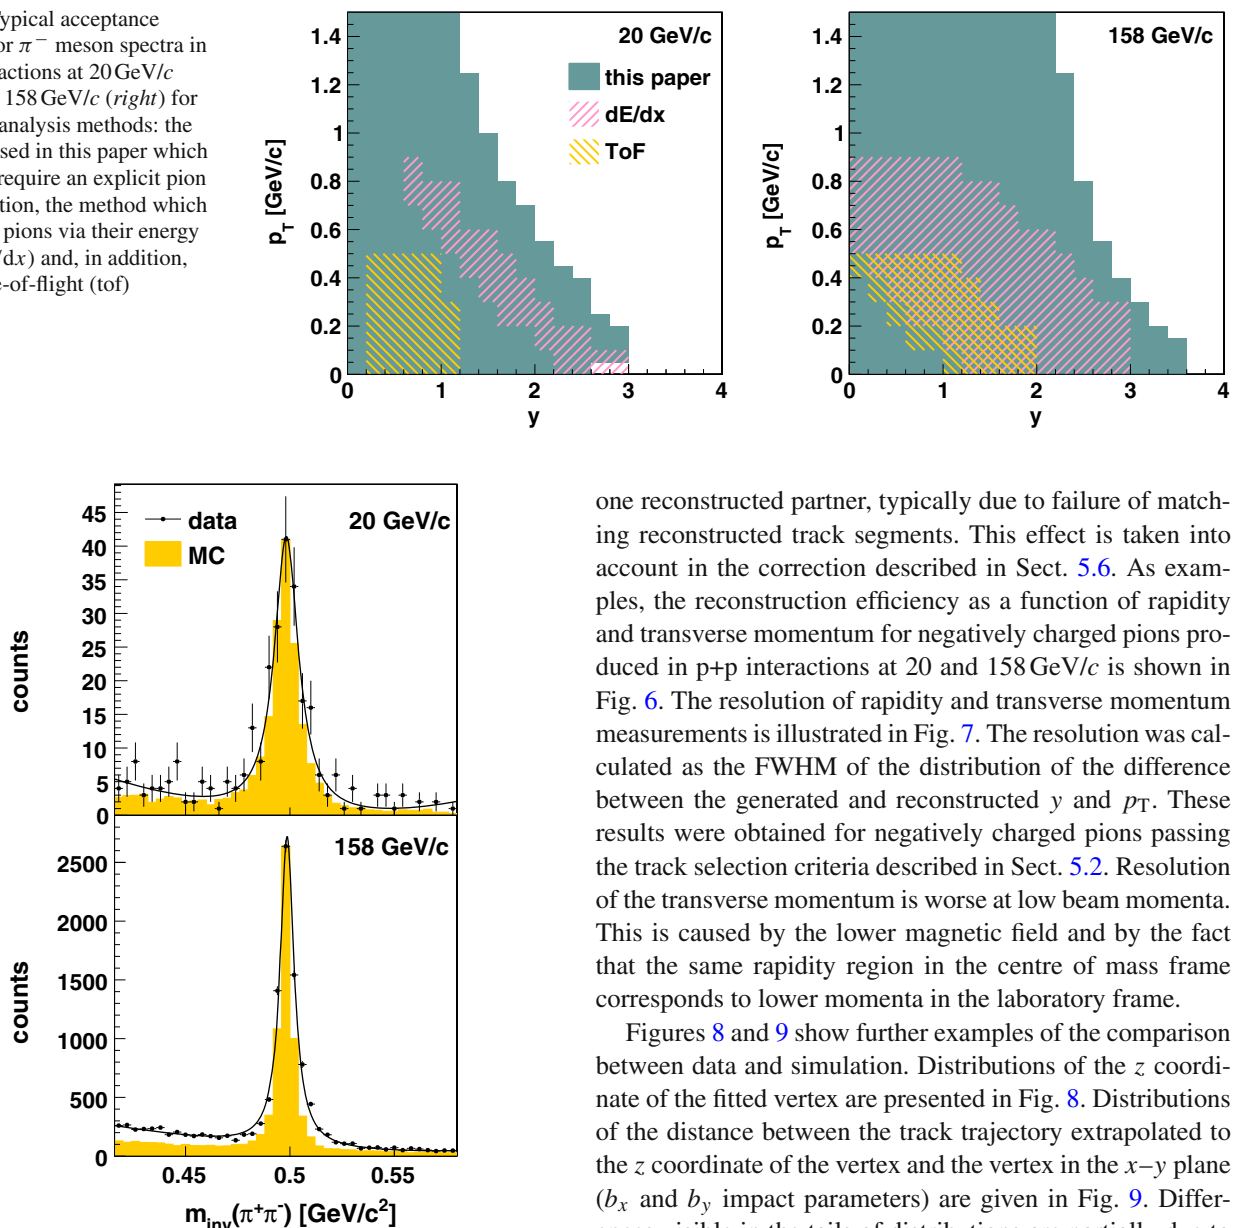 ypical acceptance
or π− meson spectra in
actions at 20 GeV/c
158 GeV/c (right) for
analysis methods: the
sed in this paper which
require an explicit pion
tion, the method which
pions via their energy
/dx) and, in addition,
e-of-flight (tof)
20 GeV/c
this paper
dE/dx
ToF
pT [GeV/c]
1.4
1.2
1
0.8
0.6
0.4
0.2
0
0 1 2 3 4
y
158 GeV/c
pT [GeV/c]
1.4
1.2
1
0.8
0.6
0.4
0.2
0
0 1 2 3 4
y
data
MC
20 GeV/c
counts
45
40
35
30
25
20
15
10
5
0
158 GeV/c
counts
2500
2000
1500
1000
500
0
0.45 0.5 0.55
minv(π+π-) [GeV/c2]
one reconstructed partner, typically due to failure of match-
ing reconstructed track segments. This effect is taken into
account in the correction described in Sect. 5.6. As exam-
ples, the reconstruction efficiency as a function of rapidity
and transverse momentum for negatively charged pions pro-
duced in p+p interactions at 20 and 158 GeV/c is shown in
Fig. 6. The resolution of rapidity and transverse momentum
measurements is illustrated in Fig. 7. The resolution was cal-
culated as the FWHM of the distribution of the difference
between the generated and reconstructed y and pT. These
results were obtained for negatively charged pions passing
the track selection criteria described in Sect. 5.2. Resolution
of the transverse momentum is worse at low beam momenta.
This is caused by the lower magnetic field and by the fact
that the same rapidity region in the centre of mass frame
corresponds to lower momenta in the laboratory frame.
Figures 8 and 9 show further examples of the comparison
between data and simulation. Distributions of the z coordi-
nate of the fitted vertex are presented in Fig. 8. Distributions
of the distance between the track trajectory extrapolated to
the z coordinate of the vertex and the vertex in the x–y plane
(bx and by impact parameters) are given in Fig. 9. Differ-